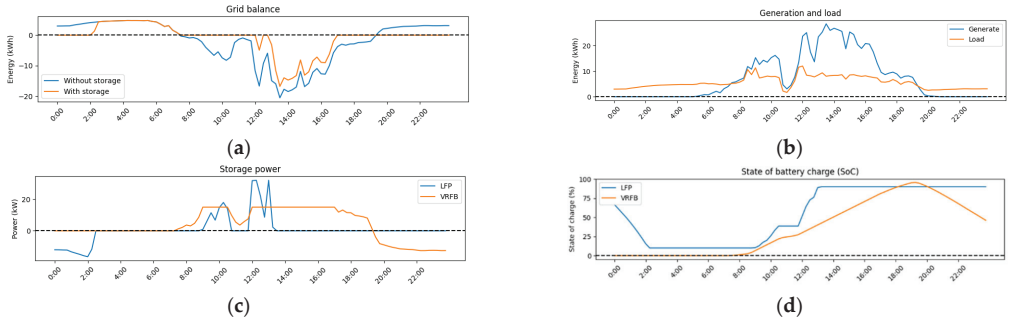 Grid balance
Energy (kWh)
0
−10
−20
Without storage
With storage
0:00 2:00 4:00 6:00 8:00 10:00 12:00 14:00 16:00 18:00 20:00 22:00
(a)
Generation and load
Energy (kWh)
20
10
0
Generate
Load
0:00 2:00 4:00 6:00 8:00 10:00 12:00 14:00 16:00 18:00 20:00 22:00
(b)
Storage power
Power (kW)
20
0
LFP
VRFB
0:00 2:00 4:00 6:00 8:00 10:00 12:00 14:00 16:00 18:00 20:00 22:00
(c)
State of battery charge (SoC)
State of charge (%)
100
75
50
25
0
LFP
VRFB
0:00 2:00 4:00 6:00 8:00 10:00 12:00 14:00 16:00 18:00 20:00 22:00
(d)